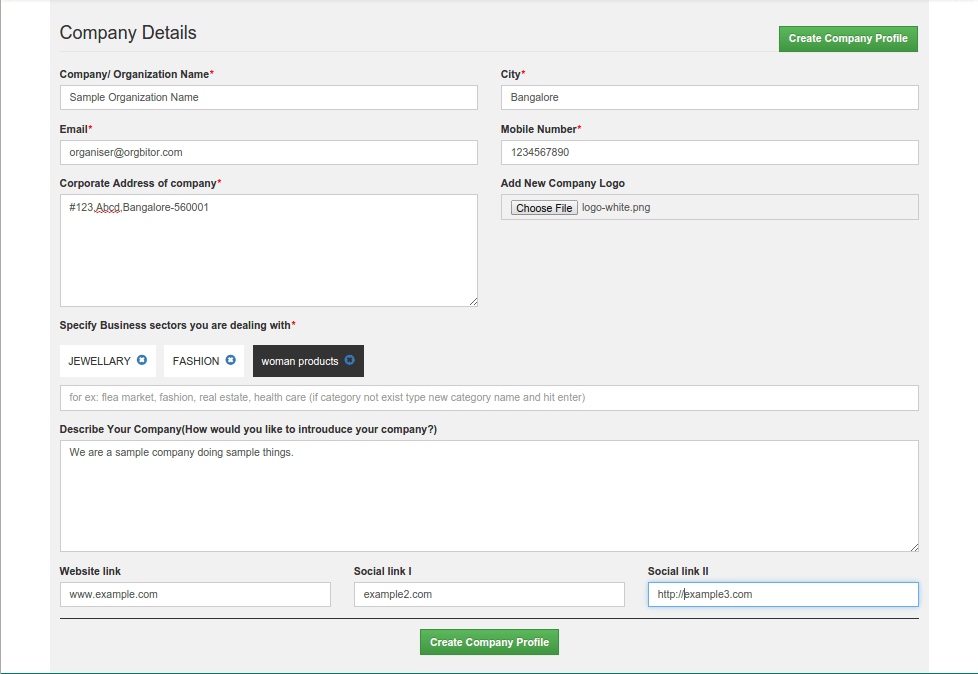 Company Details
Create Company Profile
Company/ Organization Name*
City*
Sample Organization Name
Bangalore
Email*
Mobile Number*
organiser@orgbitor.com
1234567890
Corporate Address of company*
Add New Company Logo
#123,Abcd,Bangalore-560001
Choose File logo-white.png
Specify Business sectors you are dealing with*
JEWELLARY FASHION woman products
for ex: flea market, fashion, real estate, health care (if category not exist type new category name and hit enter)
Describe Your Company(How would you like to introuduce your company?)
We are a sample company doing sample things.
Website link
Social link I
Social link II
www.example.com
example2.com
http://example3.com
Create Company Profile